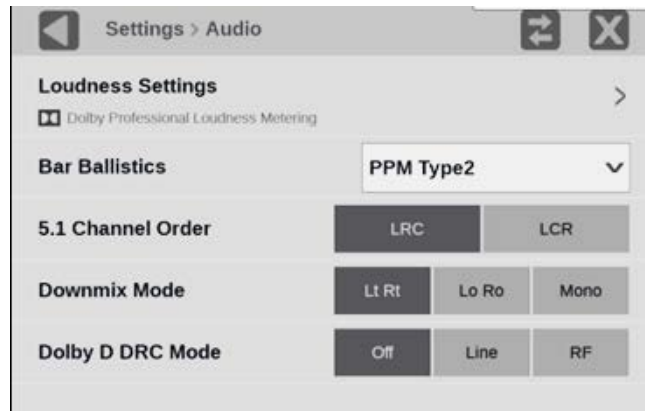 Settings > Audio
Loudness Settings >
Dolby Professional Loudness Metering
Bar Ballistics PPM Type2
5.1 Channel Order LRC LCR
Downmix Mode Lt Rt Lo Ro Mono
Dolby D DRC Mode Off Line RF